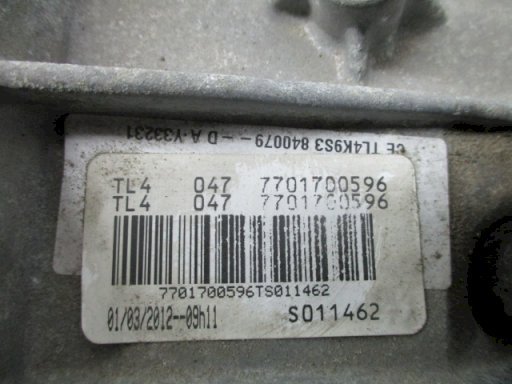 CE TL4K9S3 840079 - D A-Y33231
TL4 047 7701700596
TL4 047 7701700596
7701700596TS011462
01/03/2012--09h11 S011462